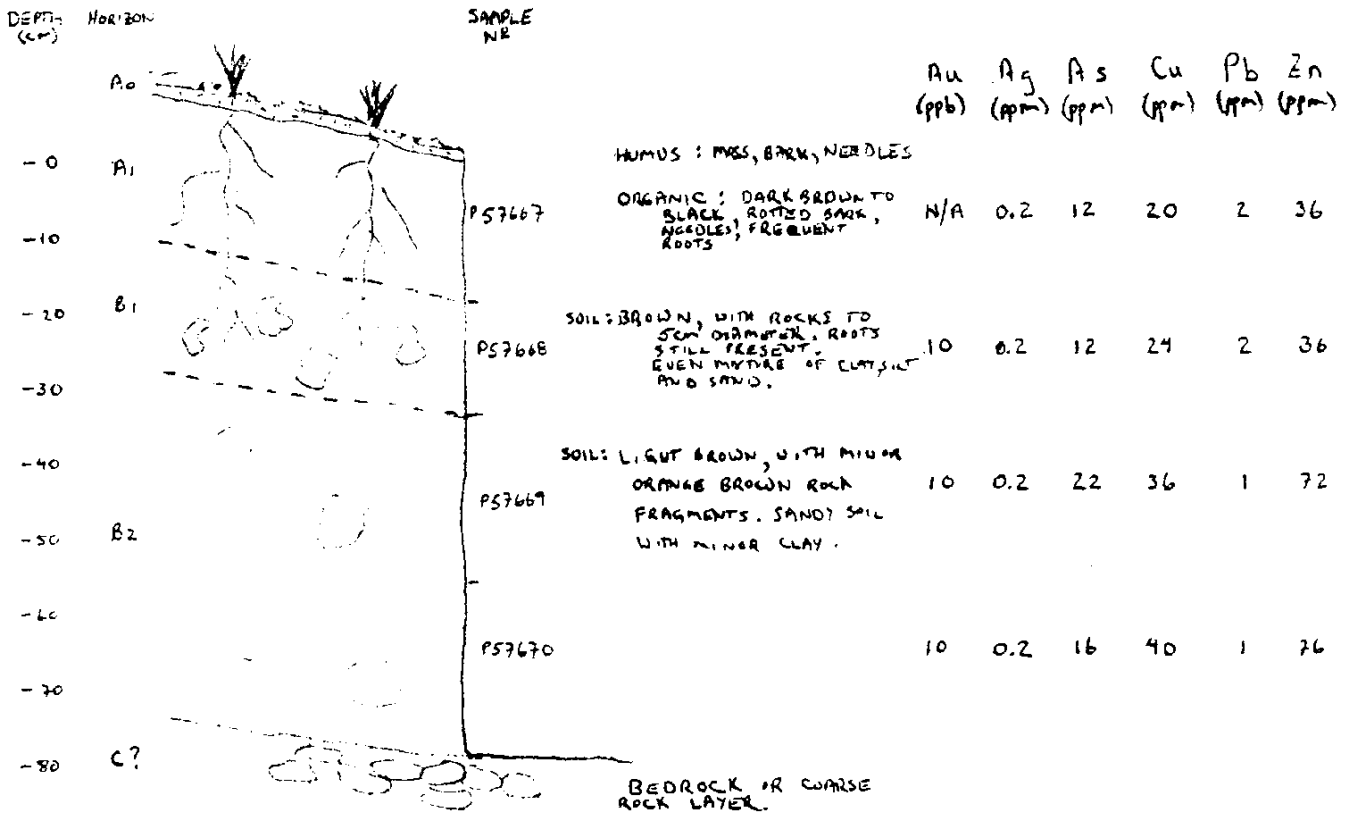 DEPTH HORIZON SAMPLE
(cm) NR
Au Ag As Cu Pb Zn
(ppb) (ppm) (ppm) (ppm) (ppm) (ppm)
A0
HUMUS : MOSS, BARK, NEEDLES
- 0 A1
ORGANIC : DARK BROWN TO
P57667 BLACK, ROTTED BARK, N/A 0.2 12 20 2 36
NEEDLES, FREQUENT
-10 ROOTS
- 20 B1 SOIL: BROWN, WITH ROCKS TO
5cm DIAMETER. ROOTS
P57668 STILL PRESENT. 10 0.2 12 24 2 36
EVEN MIXTURE OF CLAY, SILT
AND SAND.
-30
-40 SOIL: LIGHT BROWN, WITH MINOR
P57669 ORANGE BROWN ROCK 10 0.2 22 36 1 72
FRAGMENTS. SANDY SOIL
-50 B2 WITH MINOR CLAY.
-60
P57670 10 0.2 16 40 1 76
-70
-80 C?
BEDROCK OR COARSE
ROCK LAYER.